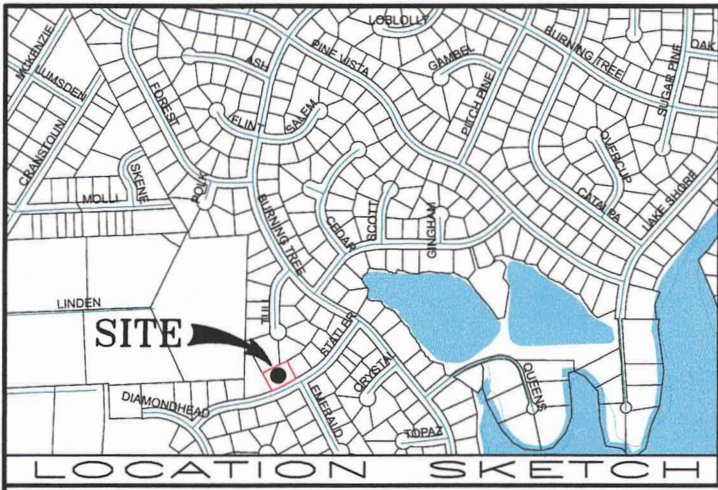 LOBLOLLY
MCKENZIE
PINE VISTA
BURNING TREE
OAK
LUMSDEN
ASH
GAMBEL
SUGAR PINE
FOREST
CRANSTOUN
FLINT
SALEM
PITCH PINE
SKENE
QUERCUP
MOLLI
POLK
CATALPA
LAKE SHORE
BURNING TREE
CEDAR
SCOTT
GINGHAM
LINDEN
SITE
STATLER
CRYSTAL
QUEENS
DIAMONDHEAD
EMERALD
TOPAZ
LOCATION SKETCH